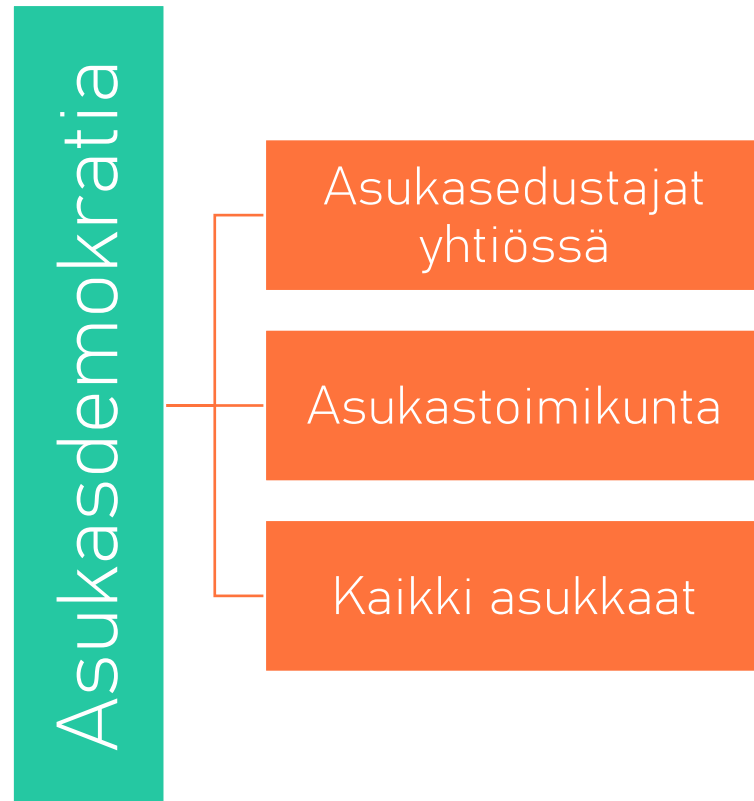 Asukasdemokratia
Asukasedustajat
yhtiössä
Asukastoimikunta
Kaikki asukkaat